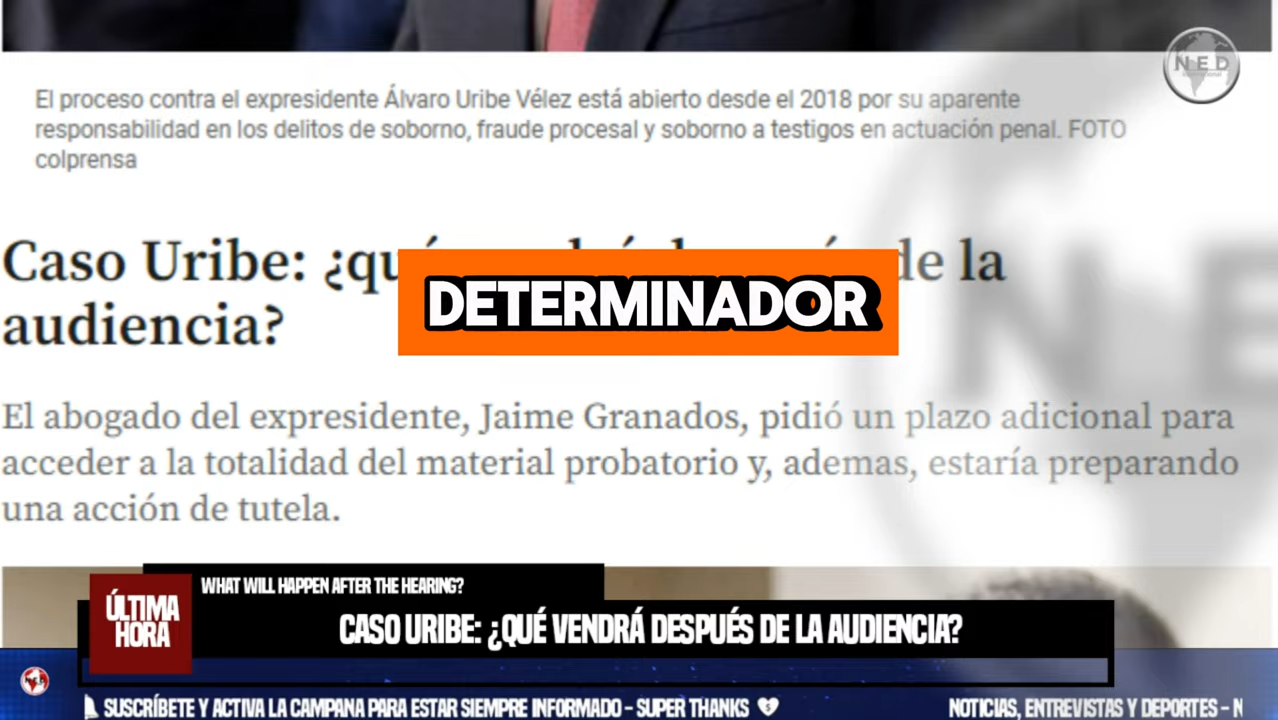 NED
El proceso contra el expresidente Álvaro Uribe Vélez está abierto desde el 2018 por su aparente
responsabilidad en los delitos de soborno, fraude procesal y soborno a testigos en actuación penal. FOTO
colprensa
Caso Uribe: de la
audiencia?
DETERMINADOR
El abogado del expresidente, Jaime Granados, pidió un plazo adicional para
acceder a la totalidad del material probatorio y, ademas, estaría preparando
una acción de tutela.
WHAT WILL HAPPEN AFTER THE HEARING?
ÚLTIMA
HORA
CASO URIBE: ¿QUÉ VENDRÁ DESPUÉS DE LA AUDIENCIA?
SUSCRÍBETE Y ACTIVA LA CAMPANA PARA ESTAR SIEMPRE INFORMADO - SUPER THANKS NOTICIAS, ENTREVISTAS Y DEPORTES - N